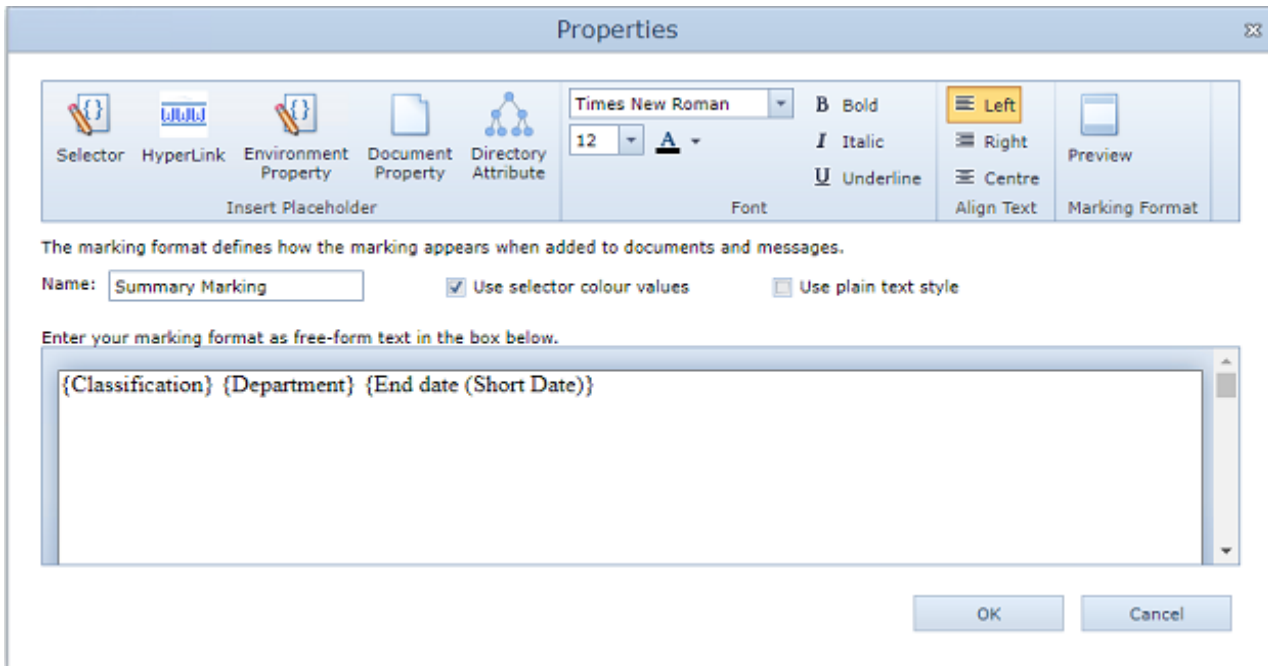 Properties
Selector HyperLink Environment Property Document Property Directory Attribute
Insert Placeholder
Times New Roman
12 A
B Bold
I Italic
U Underline
Font
Left
Right
Centre
Align Text
Preview
Marking Format
The marking format defines how the marking appears when added to documents and messages.
Name: Summary Marking Use selector colour values Use plain text style
Enter your marking format as free-form text in the box below.
{Classification} {Department} {End date (Short Date)}
OK Cancel